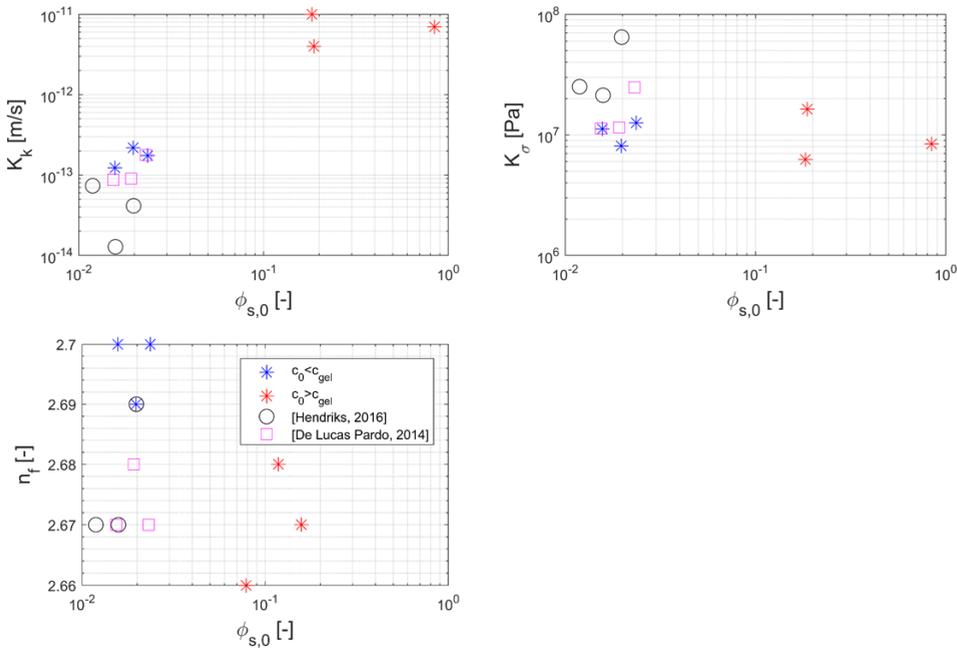 10^-11
10^-12
10^-13
10^-14
K_k [m/s]
10^-2 10^-1 10^0
ϕ_s,0 [-]
10^8
10^7
10^6
K_σ [Pa]
10^-2 10^-1 10^0
ϕ_s,0 [-]
2.7
2.69
2.68
2.67
2.66
n_f [-]
c_0<c_gel
c_0>c_gel
[Hendriks, 2016]
[De Lucas Pardo, 2014]
10^-2 10^-1 10^0
ϕ_s,0 [-]